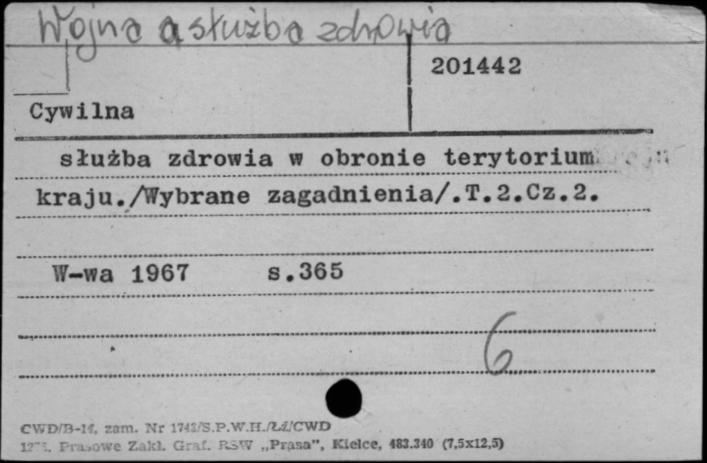 Wojna a służba zdrowia
201442
Cywilna
służba zdrowia w obronie terytorium
kraju./Wybrane zagadnienia/.T.2.Cz.2.
W-wa 1967 s.365
6
CWD/B-14, zam. Nr 1742/S.P.W.H./Ł4/CWD
Prasowe Zakł. Graf. RSW „Prasa”, Kielce, 483.340 (7,5x12,5)